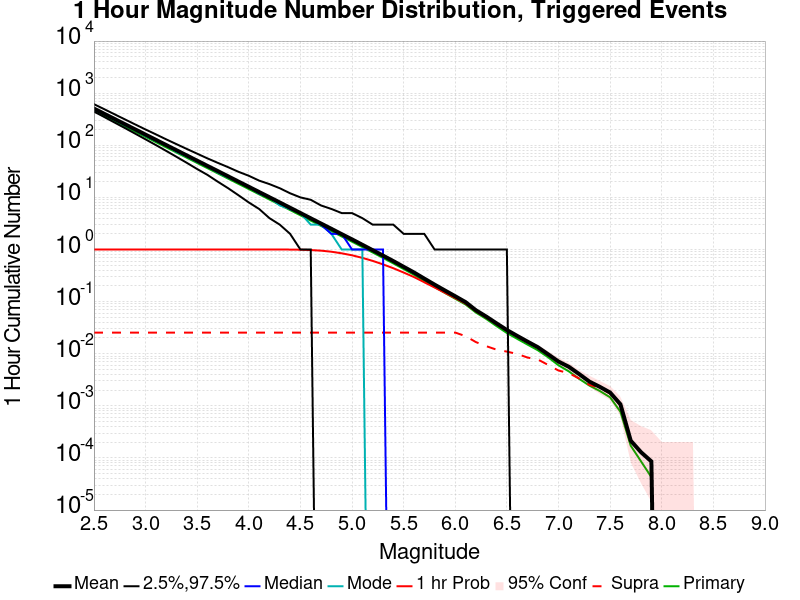 1 Hour Magnitude Number Distribution, Triggered Events
1 Hour Cumulative Number
10^4
10^3
10^2
10^1
10^0
10^-1
10^-2
10^-3
10^-4
10^-5
2.5 3.0 3.5 4.0 4.5 5.0 5.5 6.0 6.5 7.0 7.5 8.0 8.5 9.0
Magnitude
Mean 2.5%,97.5% Median Mode 1 hr Prob 95% Conf Supra Primary